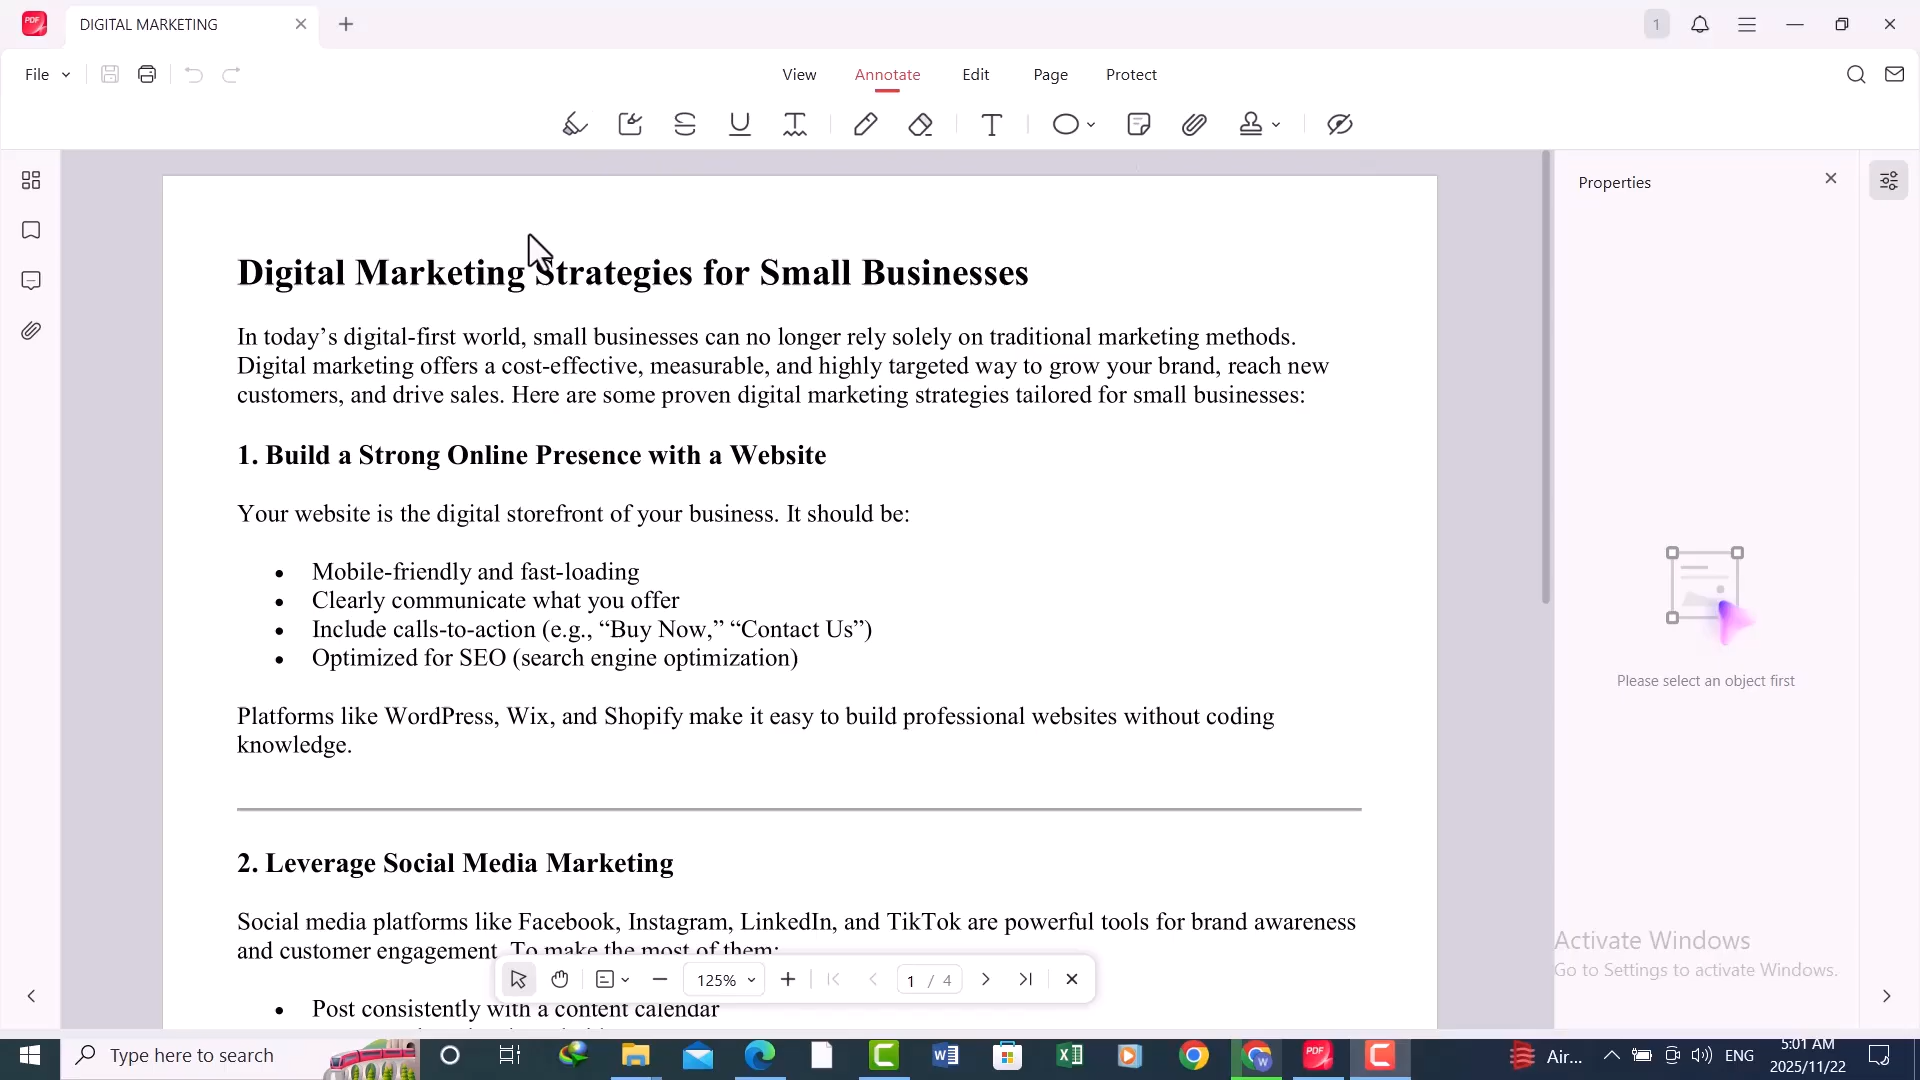 PDF
DIGITAL MARKETING
1
File
View
Annotate
Edit
Page
Protect
Properties
Digital Marketing Strategies for Small Businesses
In today’s digital-first world, small businesses can no longer rely solely on traditional marketing methods.
Digital marketing offers a cost-effective, measurable, and highly targeted way to grow your brand, reach new
customers, and drive sales. Here are some proven digital marketing strategies tailored for small businesses:
1. Build a Strong Online Presence with a Website
Your website is the digital storefront of your business. It should be:
• Mobile-friendly and fast-loading
• Clearly communicate what you offer
• Include calls-to-action (e.g., “Buy Now,” “Contact Us”)
• Optimized for SEO (search engine optimization)
Please select an object first
Platforms like WordPress, Wix, and Shopify make it easy to build professional websites without coding
knowledge.
2. Leverage Social Media Marketing
Social media platforms like Facebook, Instagram, LinkedIn, and TikTok are powerful tools for brand awareness
and customer engagement. To make the most of them:
Activate Windows
Go to Settings to activate Windows.
125%
1 / 4
• Post consistently with a content calendar
Type here to search
Air...
ENG
5:01 AM
2025/11/22